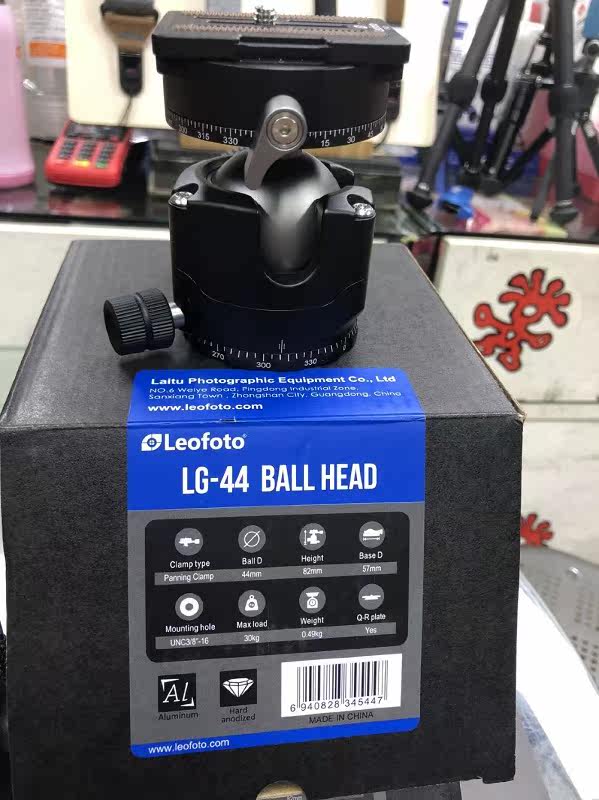 300 315 330 15 30 45
270 300 330
Laitu Photographic Equipment Co., Ltd
NO.6 Weiye Road, Pingdong Industrial Zone,
Sanxiang Town , Zhongshan City, Guangdong, China
www.leofoto.com
Leofoto®
LG-44 BALL HEAD
Clamp type Ball D Height Base D
Panning Clamp 44mm 82mm 57mm
Mounting hole Max load Weight Q-R plate
UNC3/8"-16 30kg 0.49kg Yes
Al
Aluminum
Hard
anodized
6 940828 345447
MADE IN CHINA
www.leofoto.com